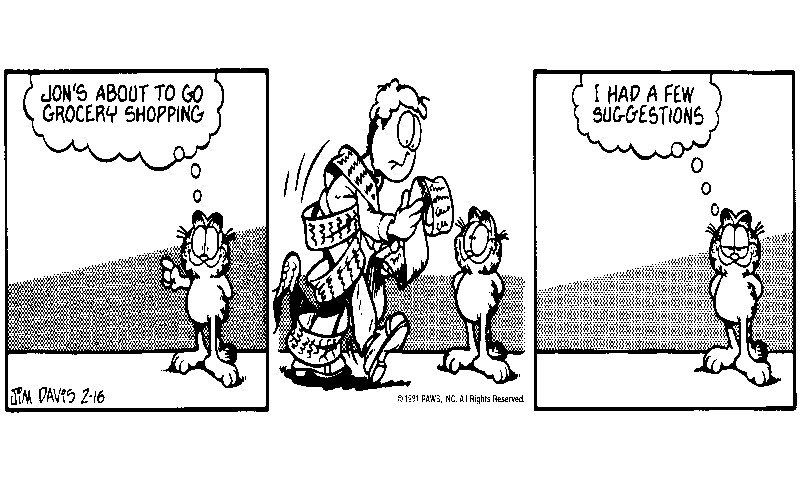 JON'S ABOUT TO GO
GROCERY SHOPPING
JIM DAVIS 2-16
© 1991 PAWS, INC. All Rights Reserved.
I HAD A FEW
SUGGESTIONS